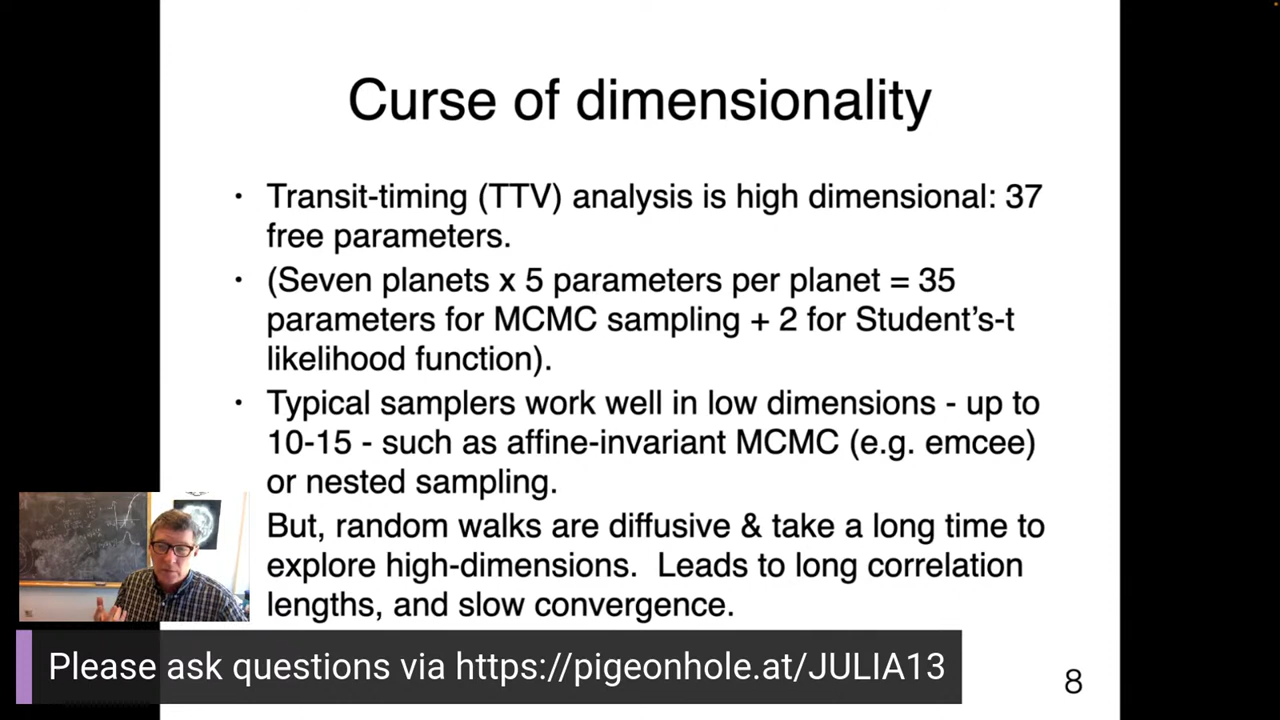 Curse of dimensionality
• Transit-timing (TTV) analysis is high dimensional: 37
free parameters.
• (Seven planets x 5 parameters per planet = 35
parameters for MCMC sampling + 2 for Student’s-t
likelihood function).
• Typical samplers work well in low dimensions - up to
10-15 - such as affine-invariant MCMC (e.g. emcee)
or nested sampling.
But, random walks are diffusive & take a long time to
explore high-dimensions.  Leads to long correlation
lengths, and slow convergence.
Please ask questions via https://pigeonhole.at/JULIA13
8